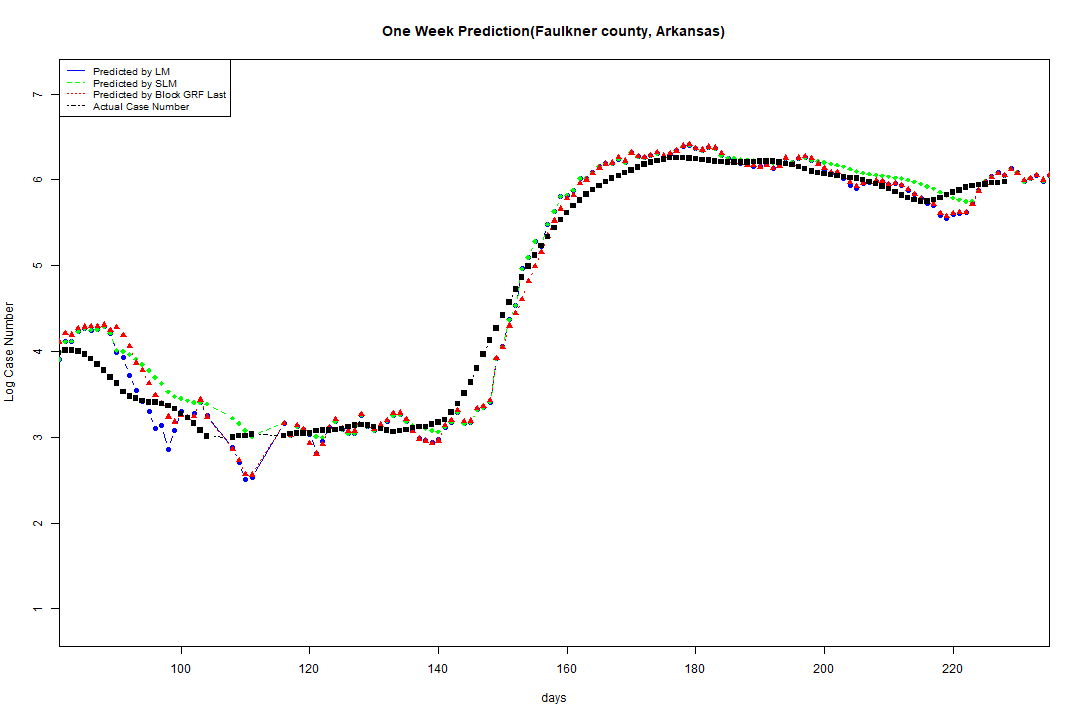 One Week Prediction(Faulkner county, Arkansas)
Predicted by LM
Predicted by SLM
Predicted by Block GRF Last
Actual Case Number
7
6
5
4
3
2
1
Log Case Number
100 120 140 160 180 200 220
days